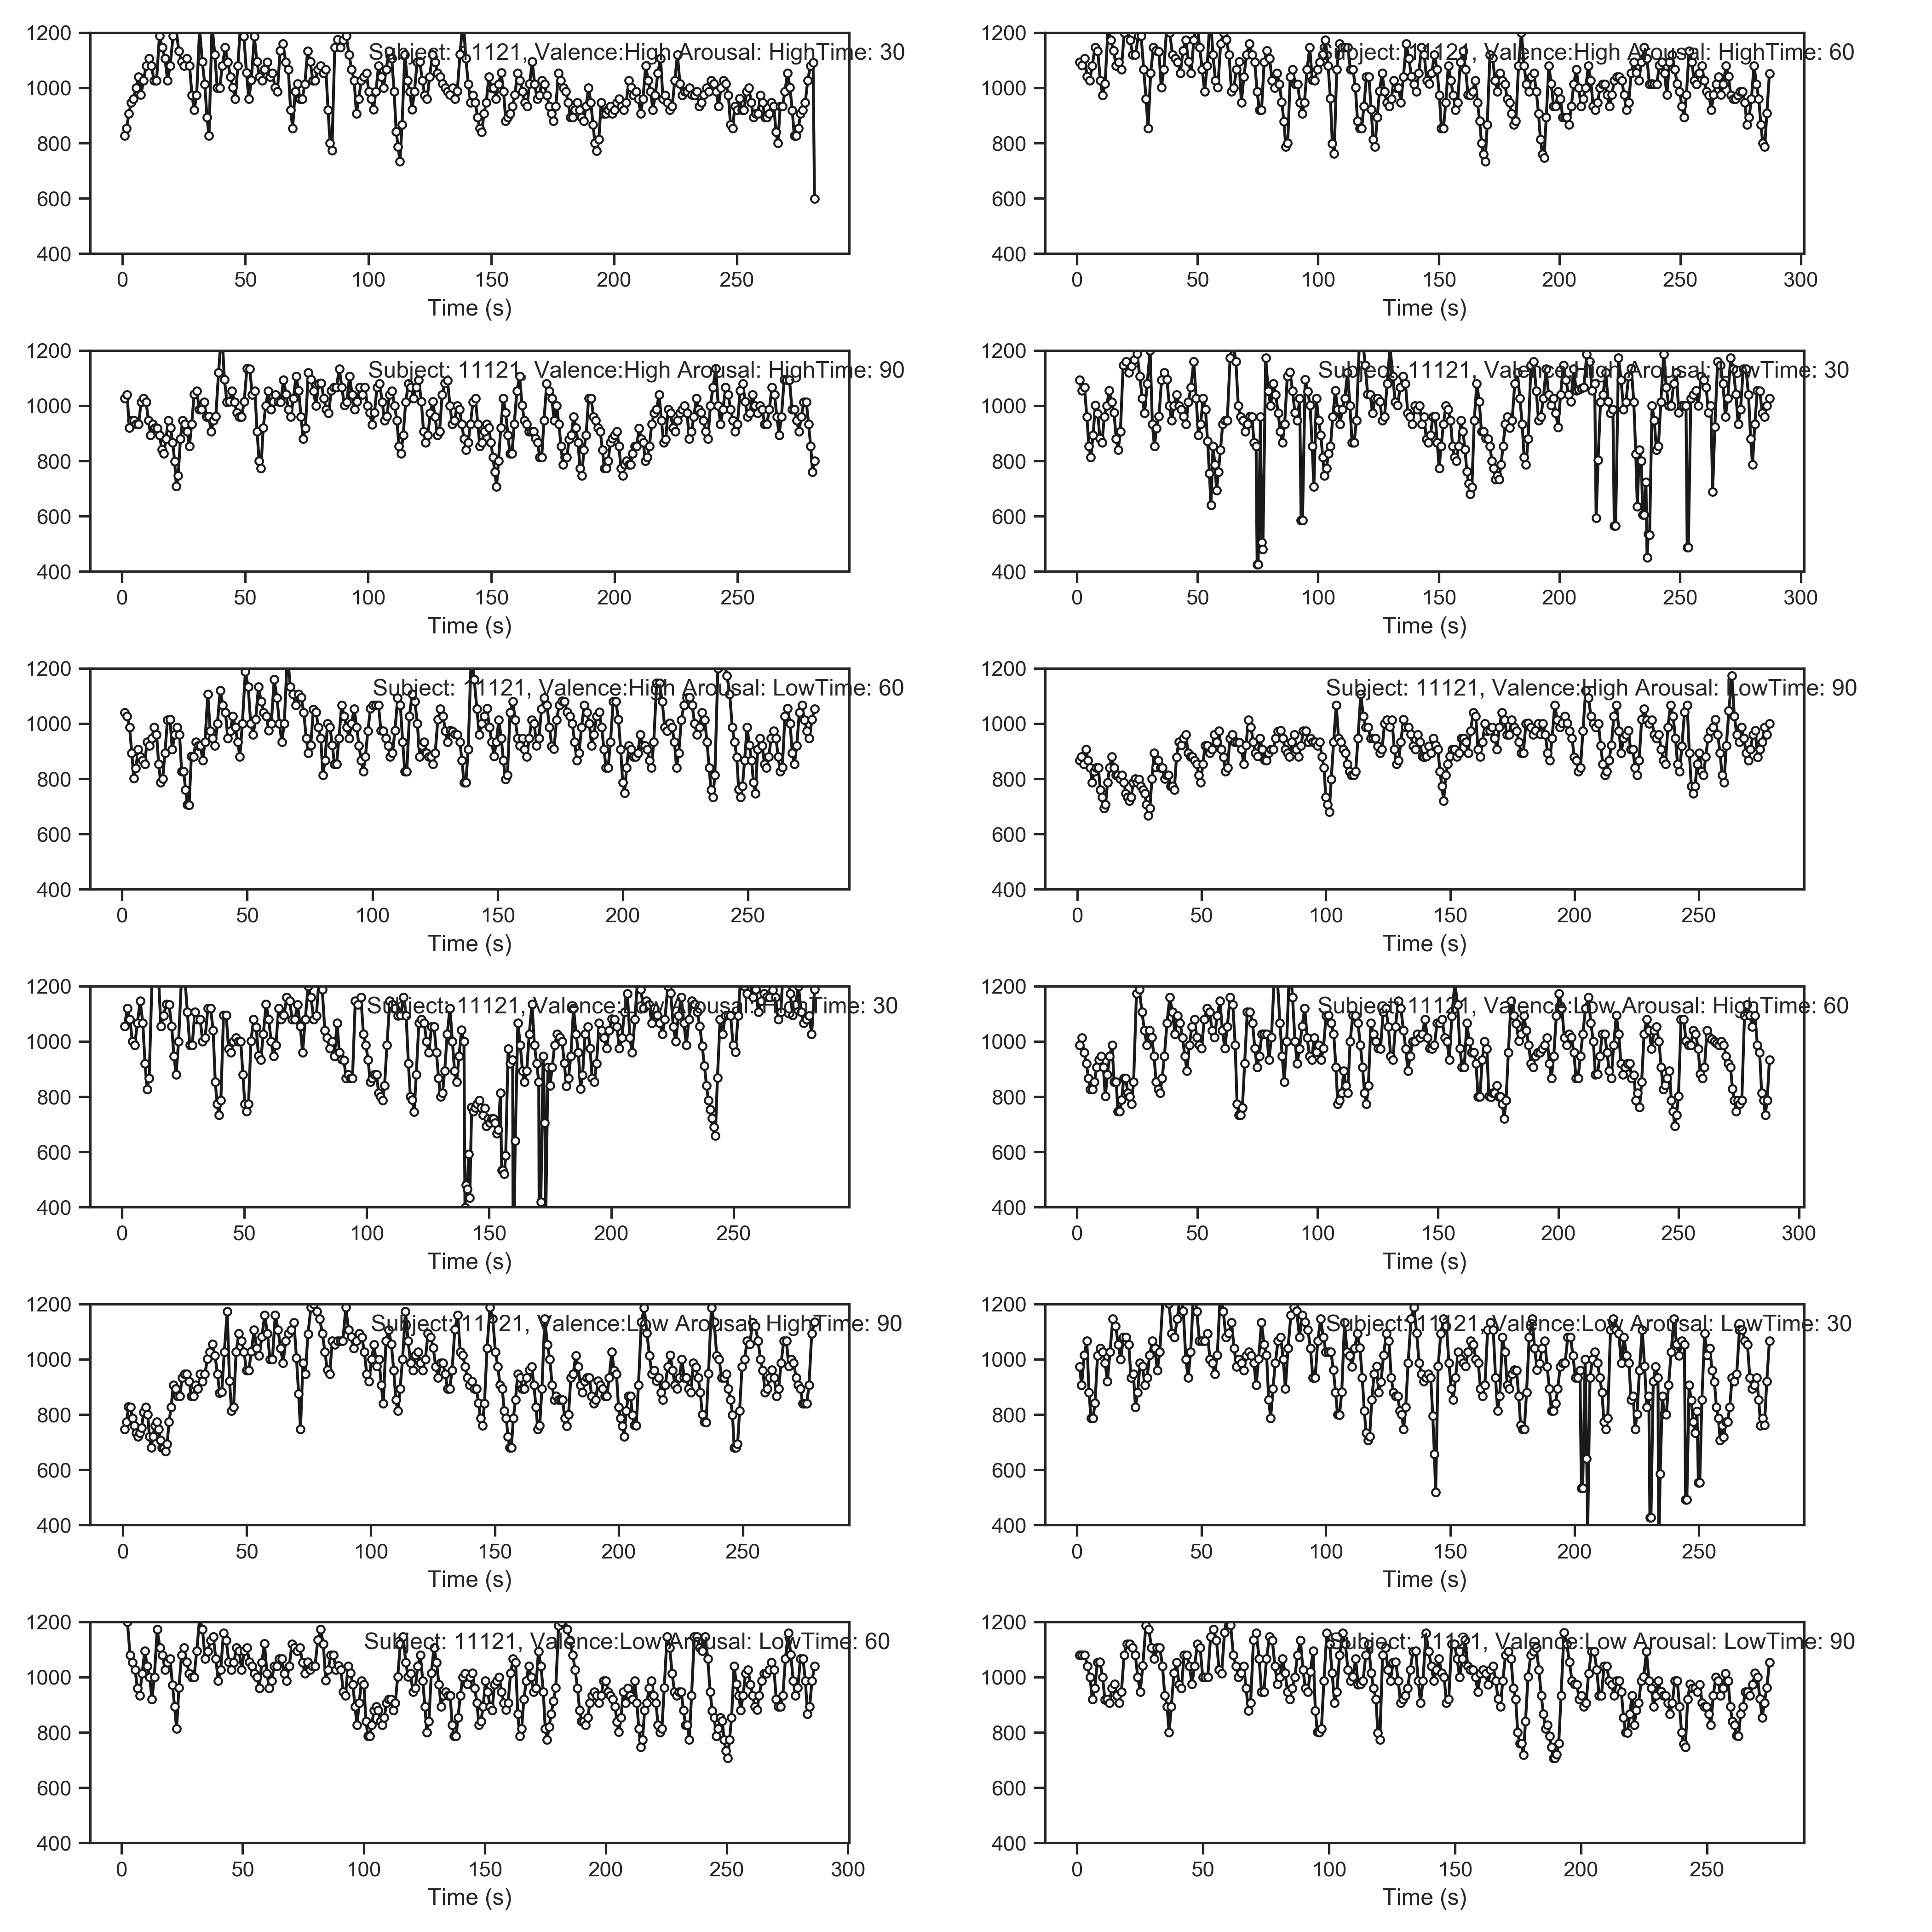 Subject: 11121, Valence:High Arousal: HighTime: 30
1200
1000
800
600
400
0 50 100 150 200 250
Time (s)
Subject: 11121, Valence:High Arousal: HighTime: 60
1200
1000
800
600
400
0 50 100 150 200 250 300
Time (s)
Subject: 11121, Valence:High Arousal: HighTime: 90
1200
1000
800
600
400
0 50 100 150 200 250
Time (s)
Subject: 11121, Valence:High Arousal: LowTime: 30
1200
1000
800
600
400
0 50 100 150 200 250 300
Time (s)
Subject: 11121, Valence:High Arousal: LowTime: 60
1200
1000
800
600
400
0 50 100 150 200 250
Time (s)
Subject: 11121, Valence:High Arousal: LowTime: 90
1200
1000
800
600
400
0 50 100 150 200 250
Time (s)
Subject: 11121, Valence:Low Arousal: HighTime: 30
1200
1000
800
600
400
0 50 100 150 200 250
Time (s)
Subject: 11121, Valence:Low Arousal: HighTime: 60
1200
1000
800
600
400
0 50 100 150 200 250 300
Time (s)
Subject: 11121, Valence:Low Arousal: HighTime: 90
1200
1000
800
600
400
0 50 100 150 200 250
Time (s)
Subject: 11121, Valence:Low Arousal: LowTime: 30
1200
1000
800
600
400
0 50 100 150 200 250
Time (s)
Subject: 11121, Valence:Low Arousal: LowTime: 60
1200
1000
800
600
400
0 50 100 150 200 250 300
Time (s)
Subject: 11121, Valence:Low Arousal: LowTime: 90
1200
1000
800
600
400
0 50 100 150 200 250
Time (s)